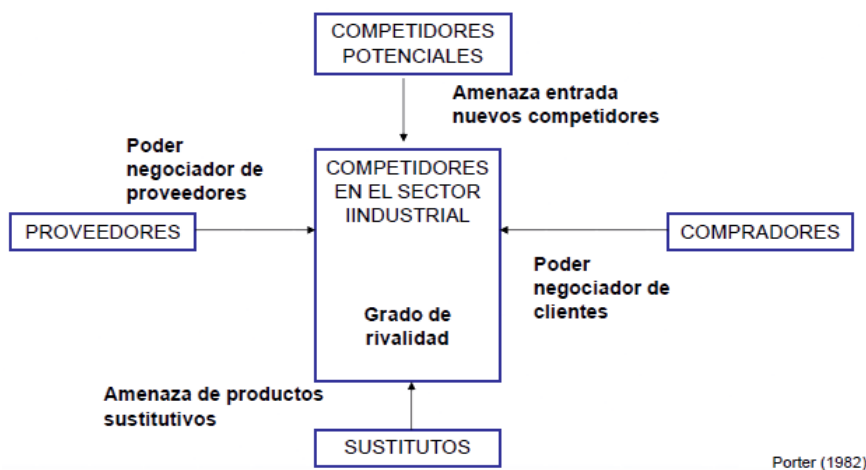 COMPETIDORES
POTENCIALES
Amenaza entrada
nuevos competidores
Poder
negociador de
proveedores
COMPETIDORES
EN EL SECTOR
IINDUSTRIAL
PROVEEDORES
COMPRADORES
Poder
negociador de
clientes
Grado de
rivalidad
Amenaza de productos
sustitutivos
SUSTITUTOS
Porter (1982)